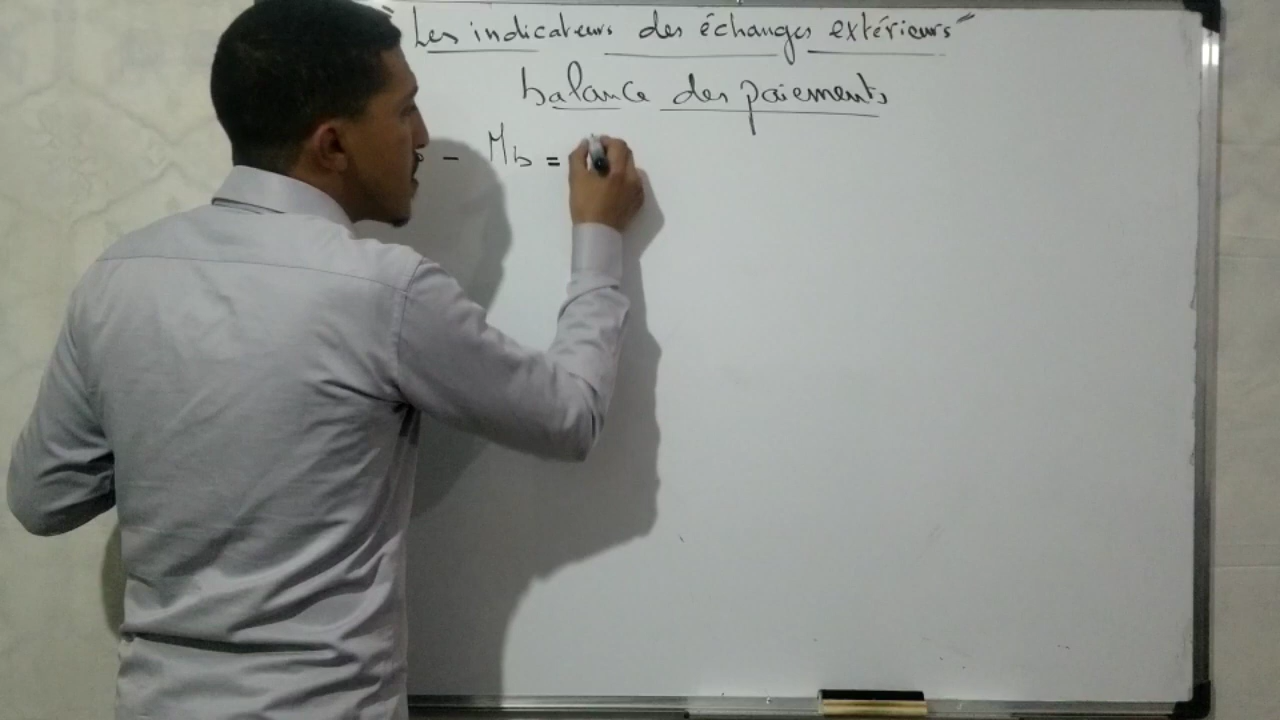 "Les indicateurs des échanges extérieurs"
balance des paiements
- Mb =